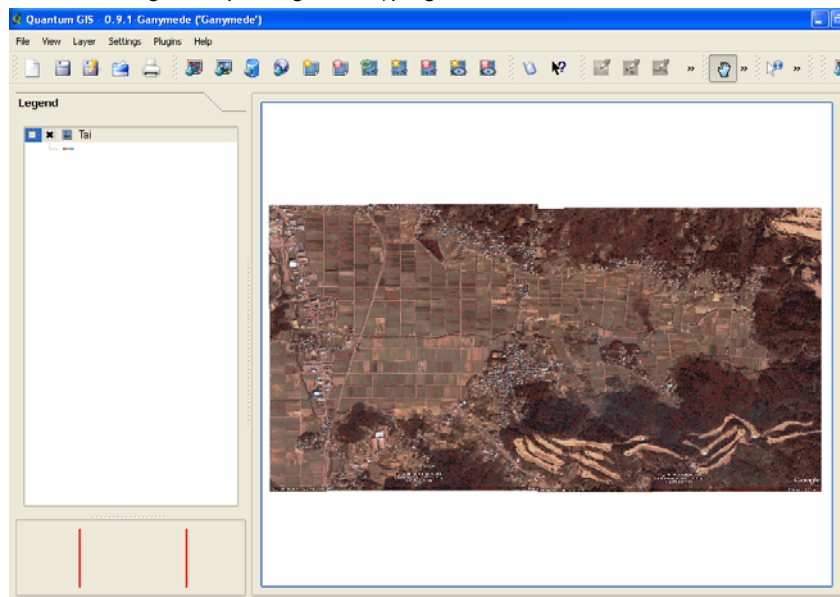 Quantum GIS - 0.9.1-Ganymede ('Ganymede')
File View Layer Settings Plugins Help
Legend
Tai
Google